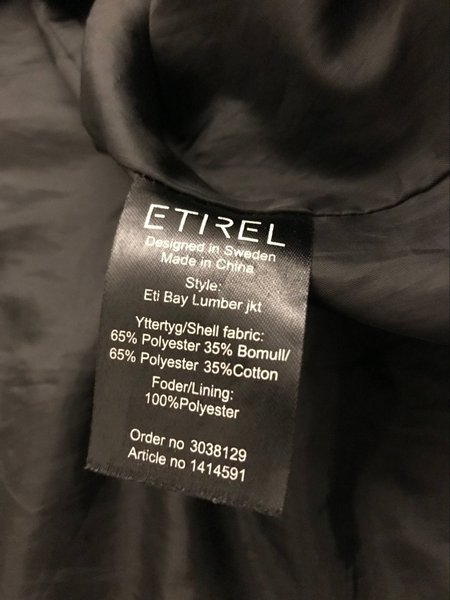 ETIREL
Designed in Sweden
Made in China
Style:
Eti Bay Lumber jkt
Yttertyg/Shell fabric:
65% Polyester 35% Bomull/
65% Polyester 35%Cotton
Foder/Lining:
100%Polyester
Order no 3038129
Article no 1414591